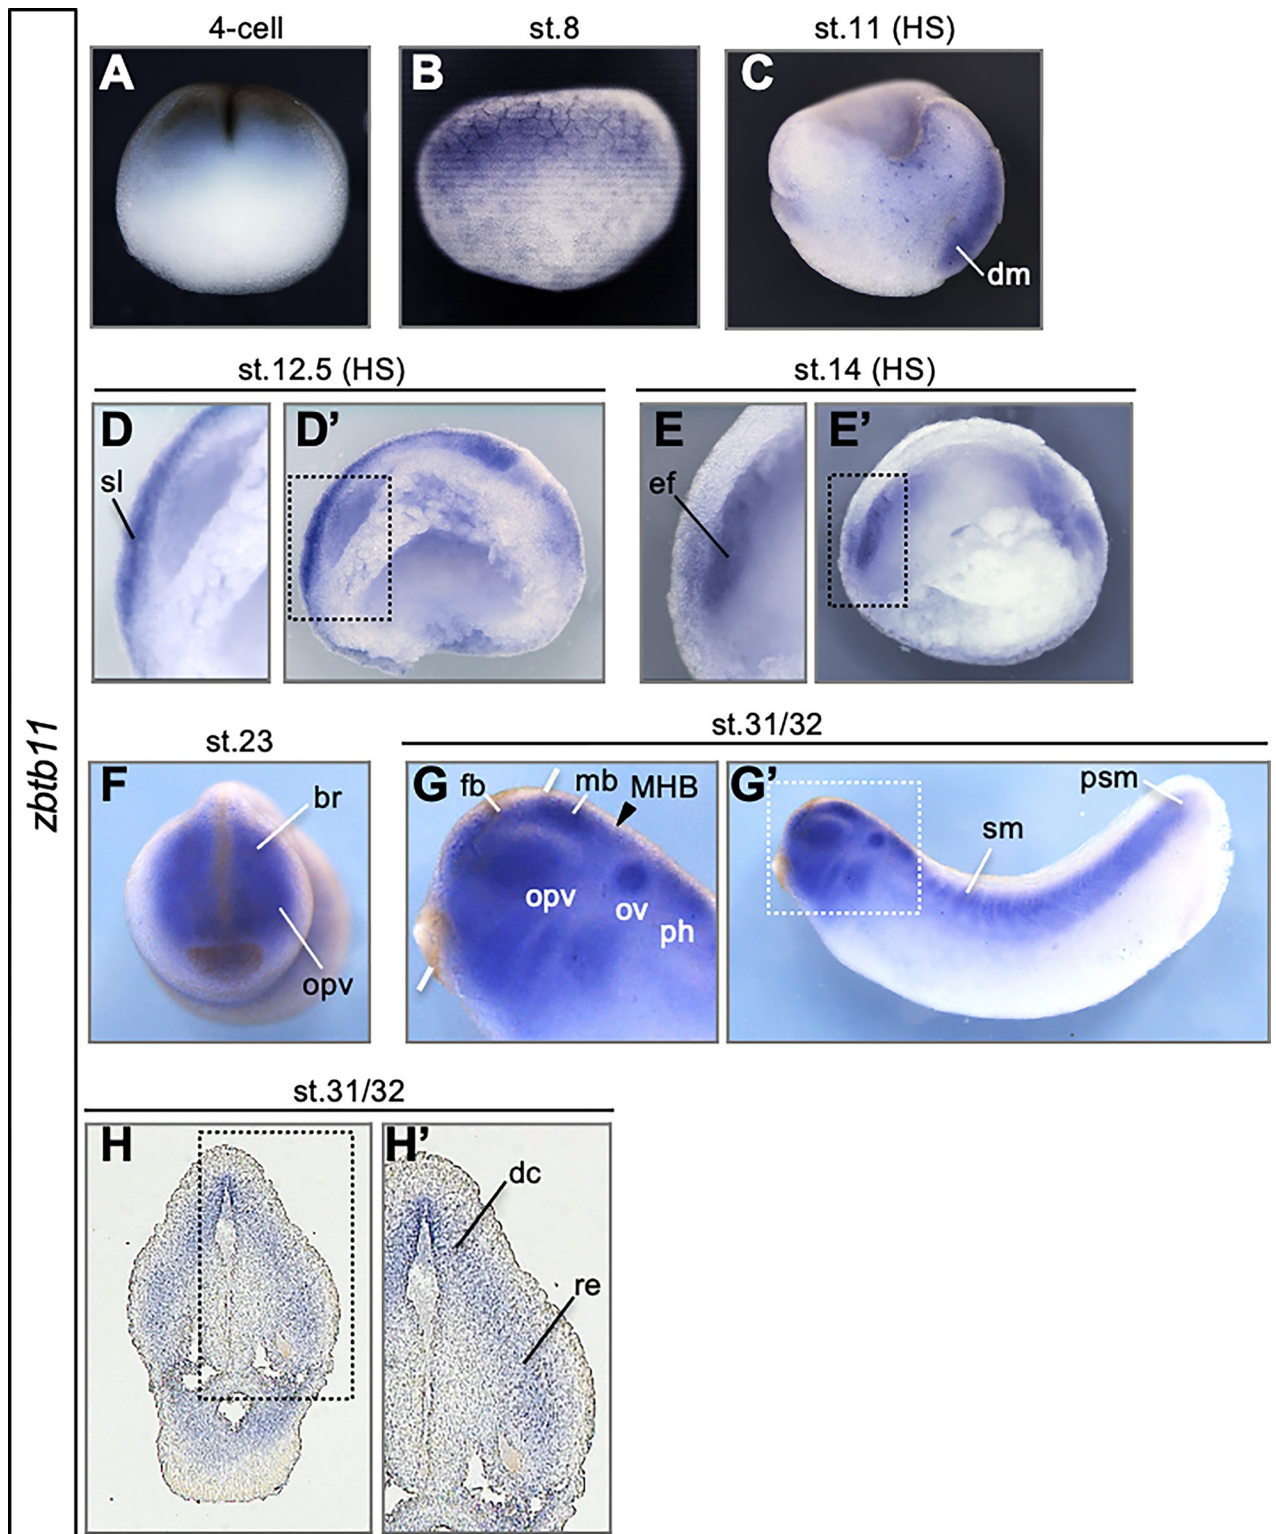 zbtb11
4-cell
st.8
st.11 (HS)
A
B
C
dm
st.12.5 (HS)
st.14 (HS)
D
D’
E
E’
sl
ef
st.23
st.31/32
F
br
opv
G
fb
mb
MHB
opv
ov
ph
G’
sm
psm
st.31/32
H
H’
dc
re